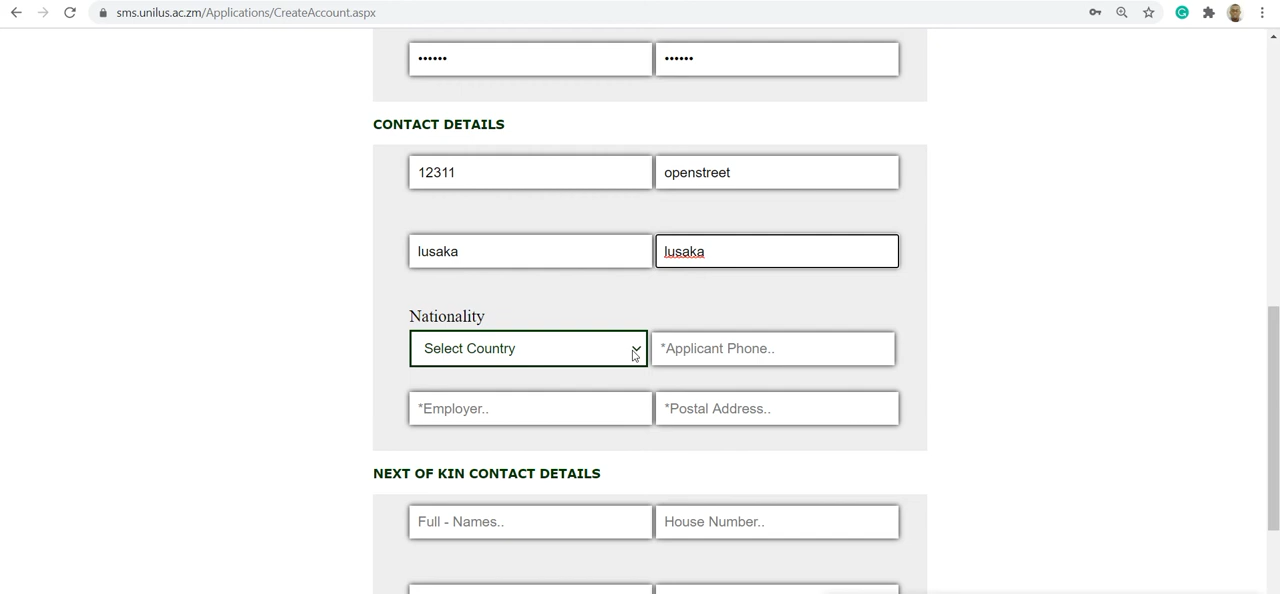 sms.unilus.ac.zm/Applications/CreateAccount.aspx
•••••• ••••••
CONTACT DETAILS
12311 openstreet
lusaka lusaka
Nationality
Select Country *Applicant Phone..
*Employer.. *Postal Address..
NEXT OF KIN CONTACT DETAILS
Full - Names.. House Number..